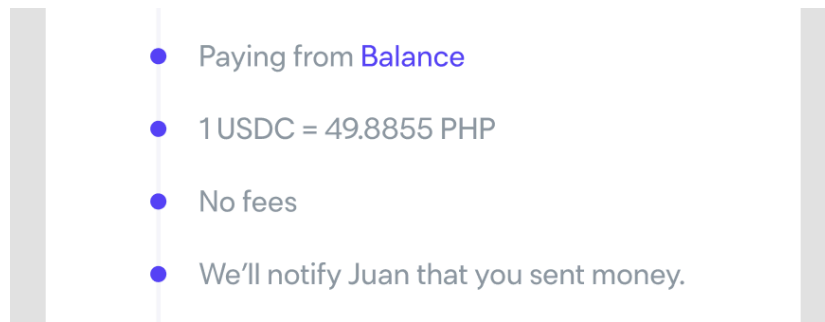 Paying from Balance
1 USDC = 49.8855 PHP
No fees
We'll notify Juan that you sent money.